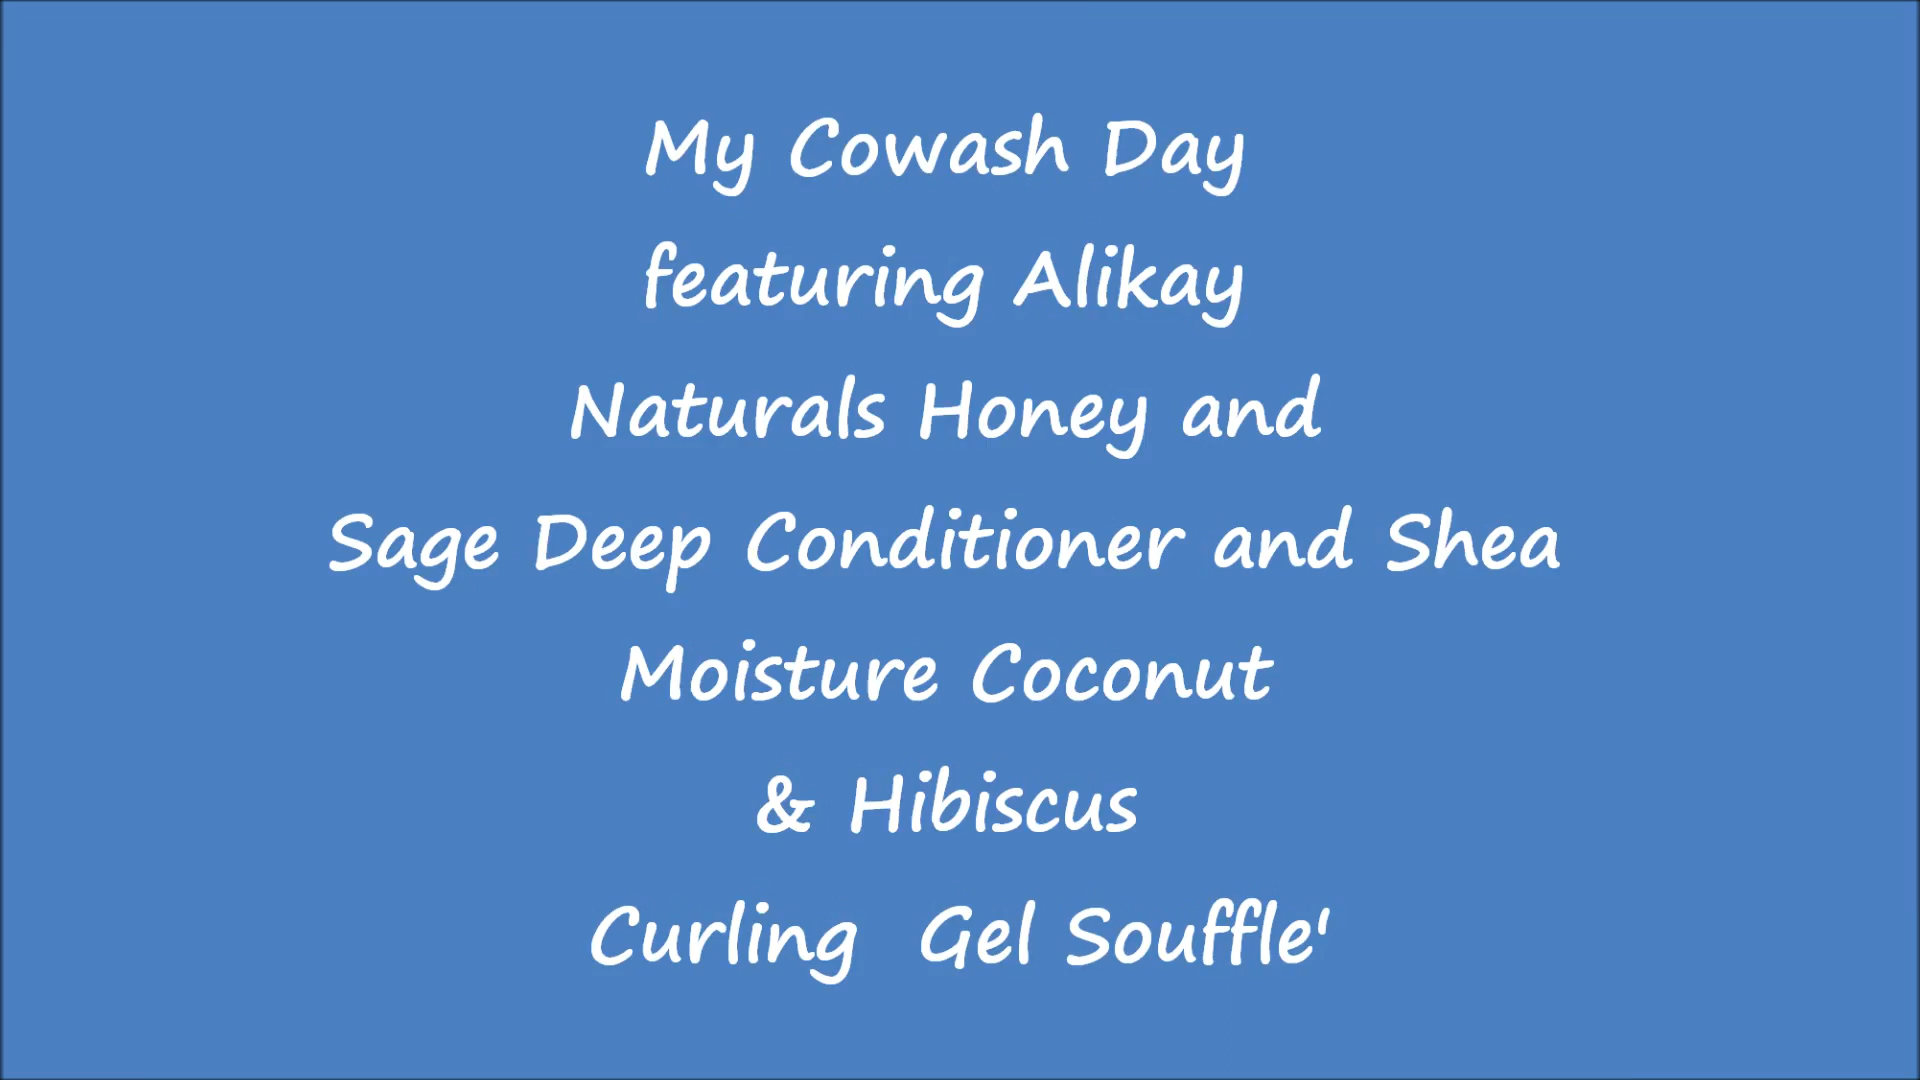 My Cowash Day
featuring Alikay
Naturals Honey and
Sage Deep Conditioner and Shea
Moisture Coconut
& Hibiscus
Curling  Gel Souffle'